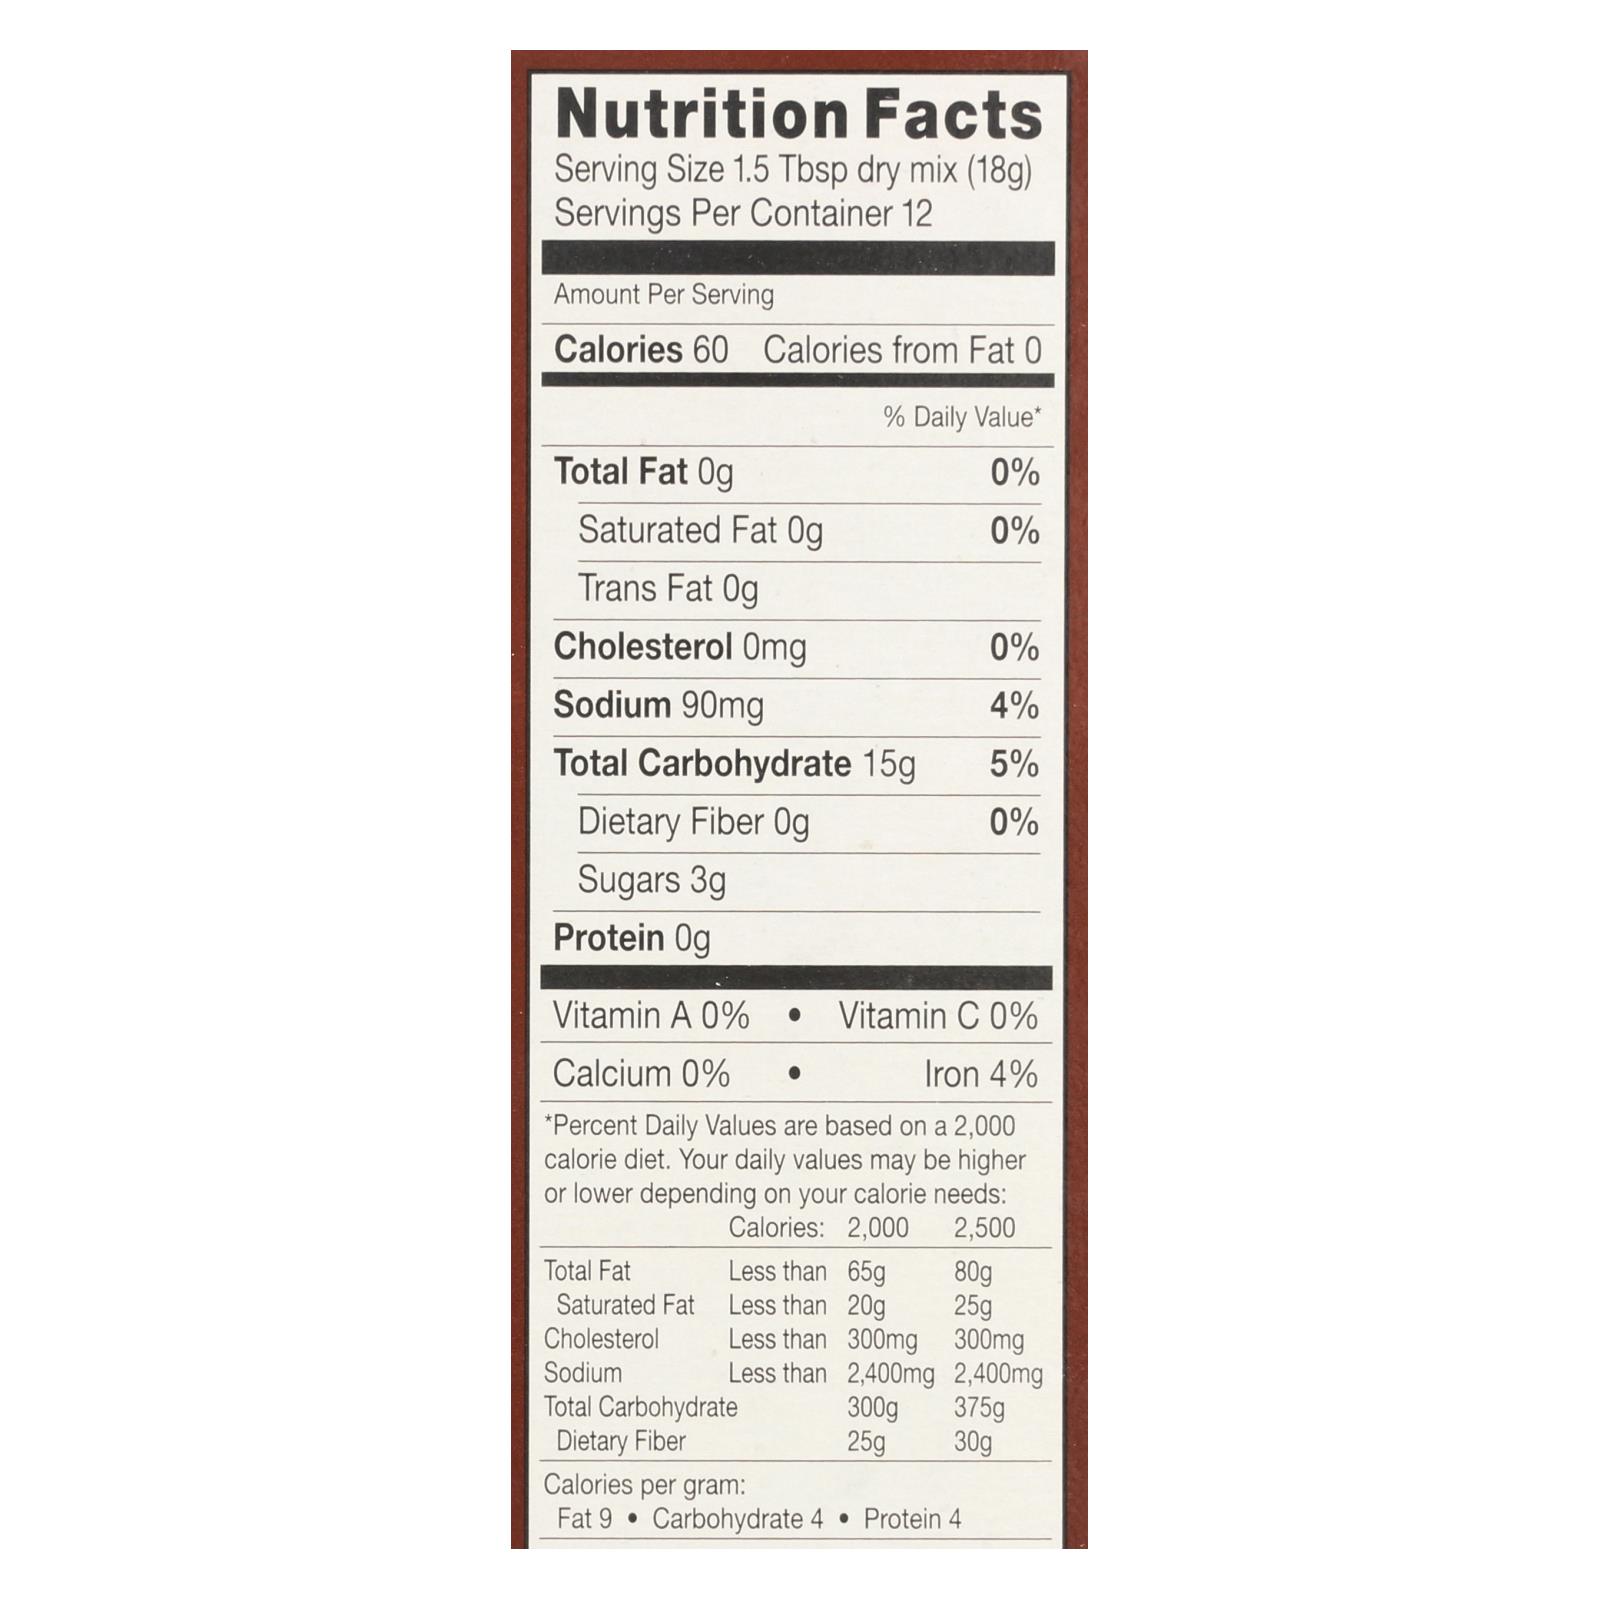 Nutrition Facts
Serving Size 1.5 Tbsp dry mix (18g)
Servings Per Container 12
Amount Per Serving
Calories 60 Calories from Fat 0
% Daily Value*
Total Fat 0g 0%
Saturated Fat 0g 0%
Trans Fat 0g
Cholesterol 0mg 0%
Sodium 90mg 4%
Total Carbohydrate 15g 5%
Dietary Fiber 0g 0%
Sugars 3g
Protein 0g
Vitamin A 0% • Vitamin C 0%
Calcium 0% • Iron 4%
*Percent Daily Values are based on a 2,000
calorie diet. Your daily values may be higher
or lower depending on your calorie needs:
Calories: 2,000 2,500
Total Fat Less than 65g 80g
Saturated Fat Less than 20g 25g
Cholesterol Less than 300mg 300mg
Sodium Less than 2,400mg 2,400mg
Total Carbohydrate 300g 375g
Dietary Fiber 25g 30g
Calories per gram:
Fat 9 • Carbohydrate 4 • Protein 4